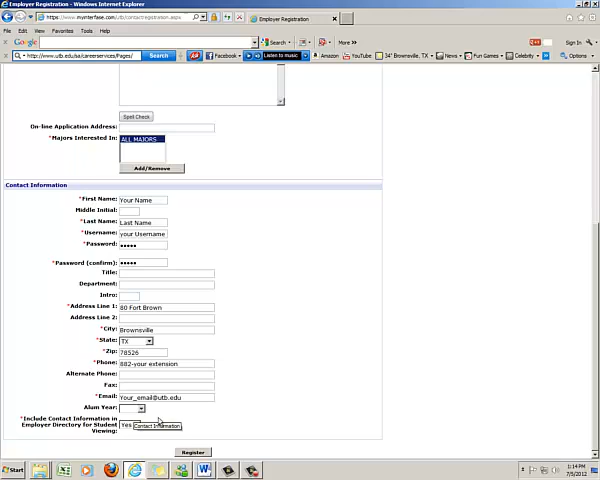 Employer Registration - Windows Internet Explorer
https://www.myinterfase.com/utb/contactregistration.aspx
Employer Registration
File Edit View Favorites Tools Help
Google
Search
More »
Sign In
http://www.utb.edu/sa/careerservices/Pages/
Search
Facebook
Listen to music
Amazon
YouTube
34° Brownsville, TX
News
Fun Games
Celebrity
Options
Spell Check
On-line Application Address:
*Majors Interested In: ALL MAJORS
Add/Remove
Contact Information
*First Name: Your Name
Middle Initial:
*Last Name: Last Name
*Username: your Username
*Password: •••••
*Password (confirm): •••••
Title:
Department:
Intro:
*Address Line 1: 80 Fort Brown
Address Line 2:
*City: Brownsville
*State: TX
*Zip: 78526
*Phone: 882-your extension
Alternate Phone:
Fax:
*Email: Your_email@utb.edu
Alum Year:
*Include Contact Information in
Employer Directory for Student
Viewing: Yes
Contact Information
Register
Start
1:14 PM
7/5/2012